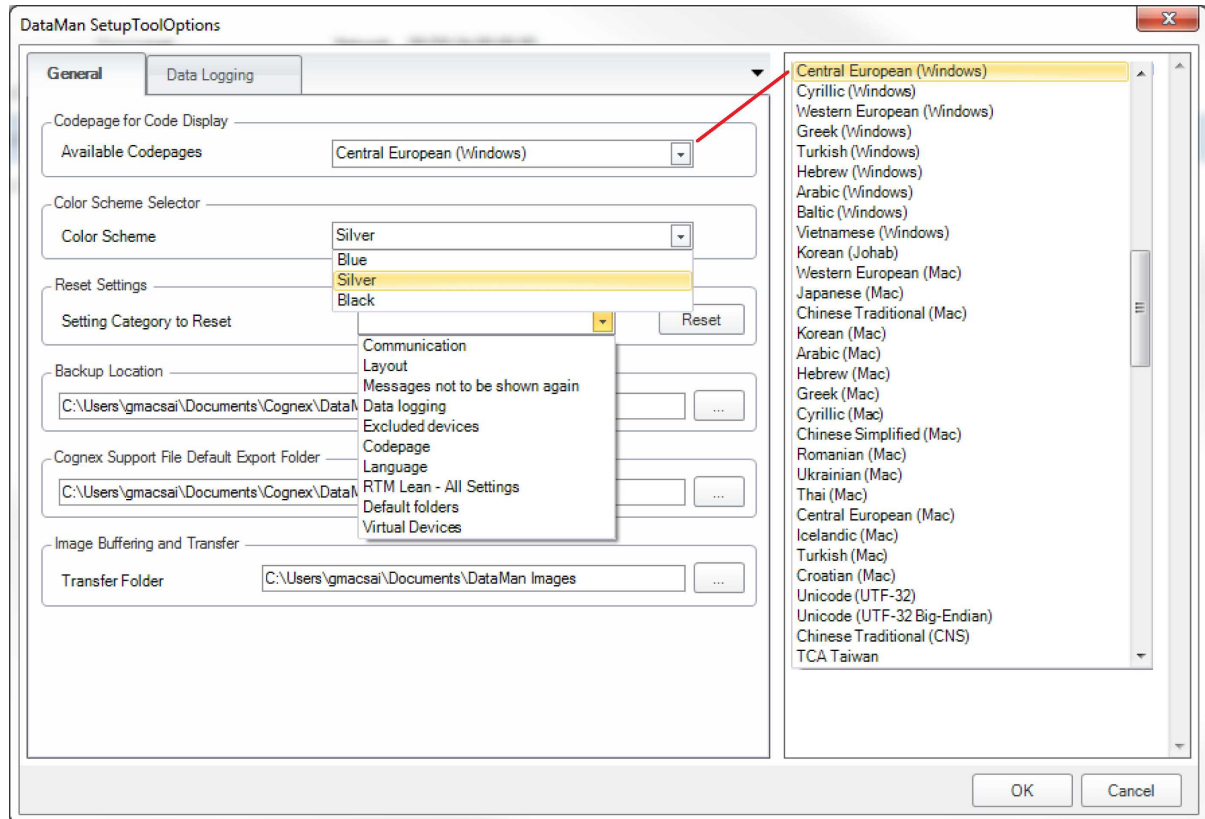 DataMan SetupToolOptions
General
Data Logging
Codepage for Code Display
Available Codepages
Central European (Windows)
Color Scheme Selector
Color Scheme
Silver
Blue
Silver
Black
Reset Settings
Setting Category to Reset
Reset
Communication
Layout
Messages not to be shown again
Data logging
Excluded devices
Codepage
Language
RTM Lean - All Settings
Default folders
Virtual Devices
Backup Location
C:\Users\gmacsai\Documents\Cognex\DataM
...
Cognex Support File Default Export Folder
C:\Users\gmacsai\Documents\Cognex\DataM
...
Image Buffering and Transfer
Transfer Folder
C:\Users\gmacsai\Documents\DataMan Images
...
Central European (Windows)
Cyrillic (Windows)
Western European (Windows)
Greek (Windows)
Turkish (Windows)
Hebrew (Windows)
Arabic (Windows)
Baltic (Windows)
Vietnamese (Windows)
Korean (Johab)
Western European (Mac)
Japanese (Mac)
Chinese Traditional (Mac)
Korean (Mac)
Arabic (Mac)
Hebrew (Mac)
Greek (Mac)
Cyrillic (Mac)
Chinese Simplified (Mac)
Romanian (Mac)
Ukrainian (Mac)
Thai (Mac)
Central European (Mac)
Icelandic (Mac)
Turkish (Mac)
Croatian (Mac)
Unicode (UTF-32)
Unicode (UTF-32 Big-Endian)
Chinese Traditional (CNS)
TCA Taiwan
OK
Cancel